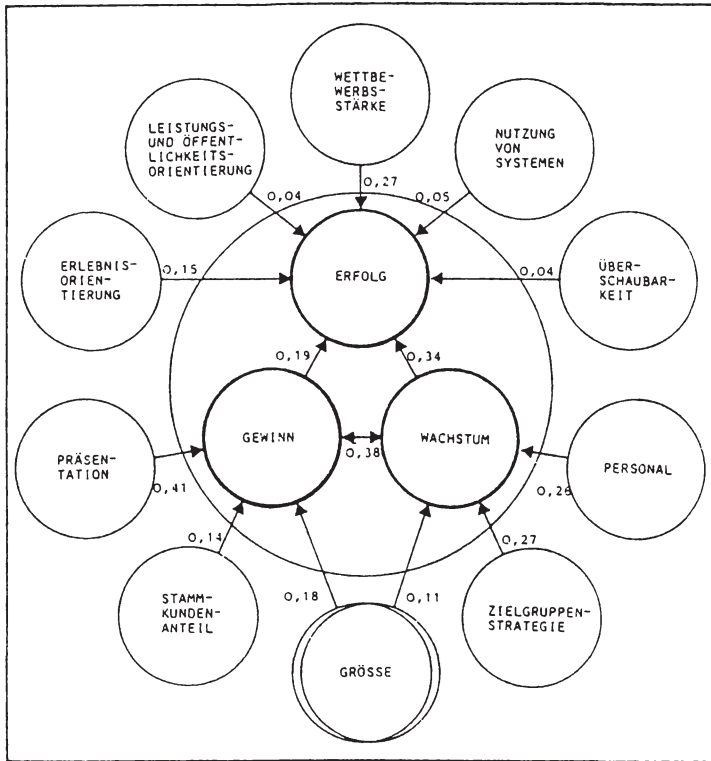 WETTBE-
WERBS-
STÄRKE
LEISTUNGS-
UND ÖFFENT-
LICHKEITS-
ORIENTIERUNG
NUTZUNG
VON
SYSTEMEN
0,04
0,27
0,05
ERLEBNIS-
ORIEN-
TIERUNG
0,15
ERFOLG
0,04
ÜBER-
SCHAUBAR-
KEIT
0,19
0,34
GEWINN
0,38
WACHSTUM
PRÄSEN-
TATION
0,41
PERSONAL
0,26
0,14
0,27
STAMM-
KUNDEN-
ANTEIL
0,18
0,11
ZIELGRUPPEN-
STRATEGIE
GRÖSSE